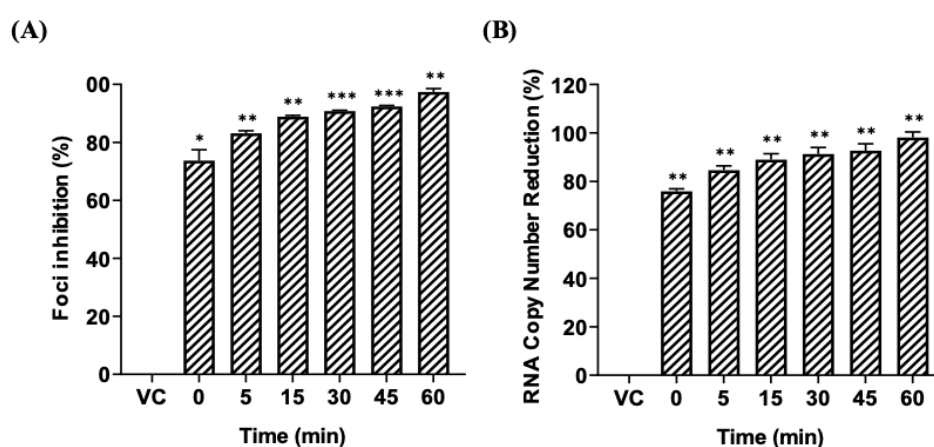 (A)
(B)
Foci inhibition (%)
00
80
60
40
20
0
* ** ** *** *** **
VC 0 5 15 30 45 60
Time (min)
RNA Copy Number Reduction (%)
120
100
80
60
40
20
0
** ** ** ** ** **
VC 0 5 15 30 45 60
Time (min)